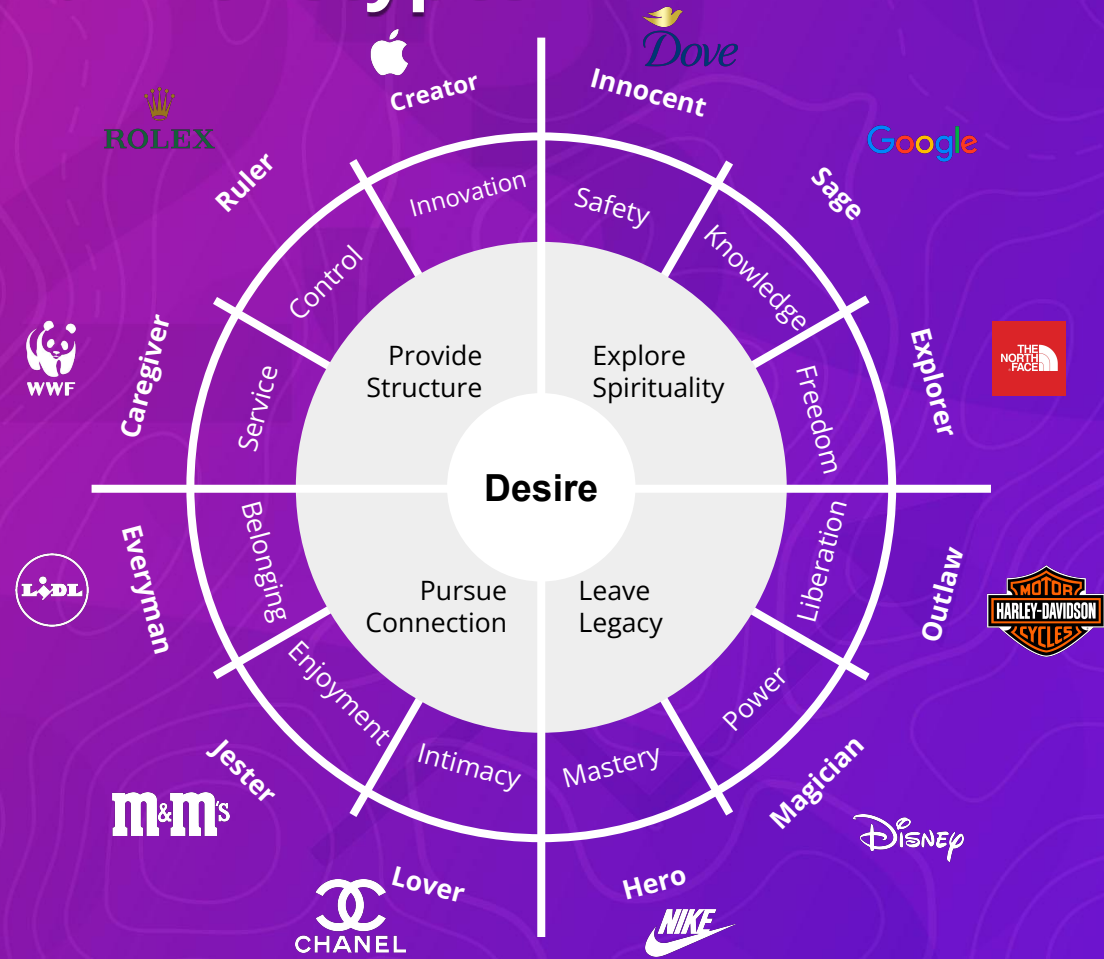 Creator
Dove
Innocent
ROLEX
Ruler
Google
Sage
Innovation
Safety
Control
Knowledge
WWF
Caregiver
Service
Provide
Structure
Explore
Spirituality
Freedom
Explorer
THE
NORTH
FACE
Desire
LiDL
Everyman
Belonging
Pursue
Connection
Leave
Legacy
Liberation
Outlaw
MOTOR
HARLEY-DAVIDSON
CYCLES
Enjoyment
Intimacy
Mastery
Power
Jester
m&m's
Magician
DISNEY
Lover
CHANEL
Hero
NIKE